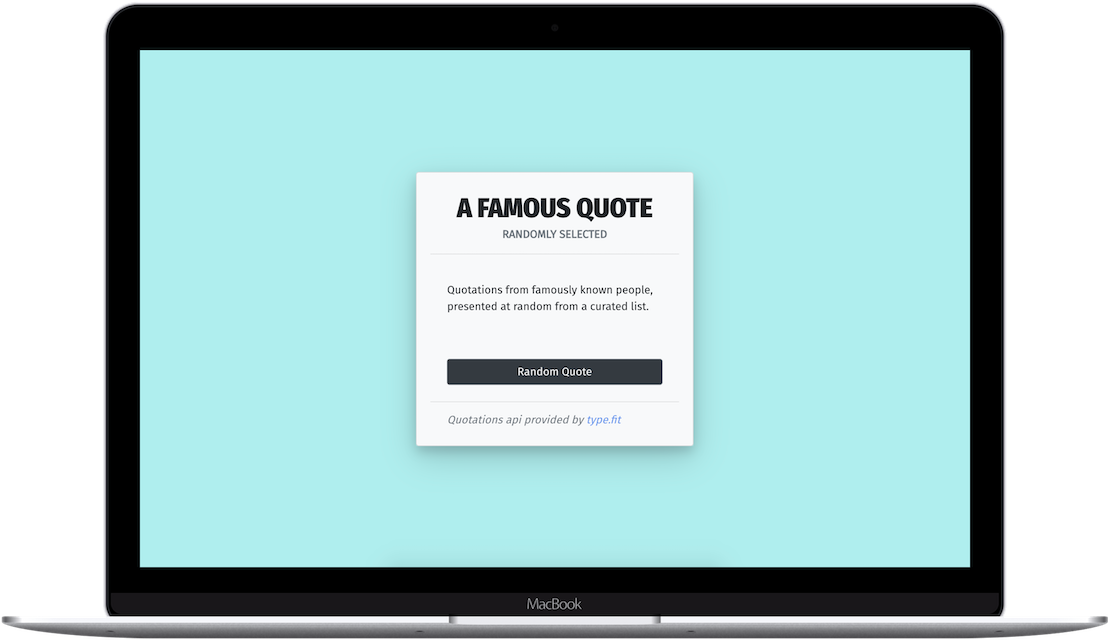 A FAMOUS QUOTE
RANDOMLY SELECTED
Quotations from famously known people,
presented at random from a curated list.
Random Quote
Quotations api provided by type.fit
MacBook